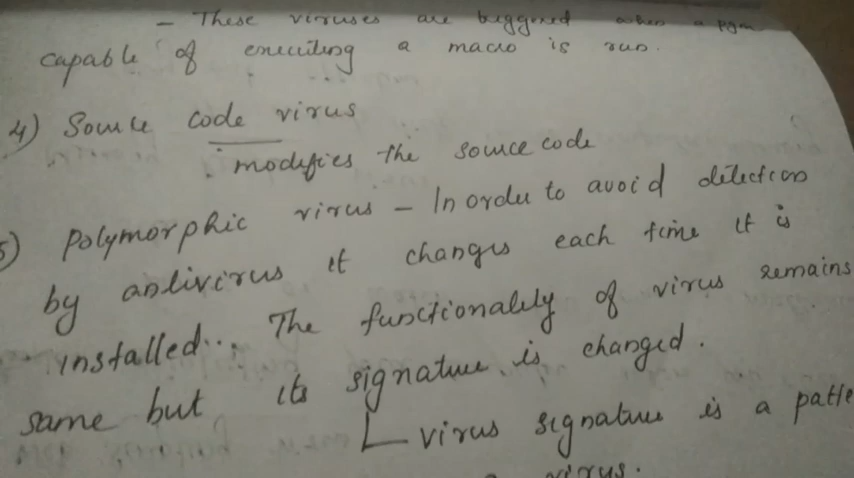 - These viruses are triggered when a pgm
capable of executing a macro is run.
4) Source code virus
: modifies the source code
5) Polymorphic virus - In order to avoid detection
by antivirus it changes each time it is
installed... The functionality of virus remains
same but its signature is changed.
virus signature is a patte
virus.